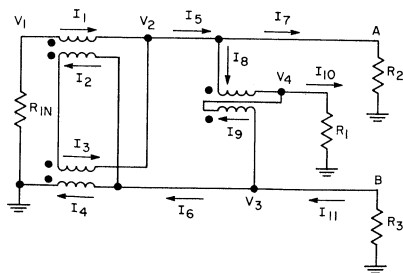 V1 I1 V2 I5 I7 A
I2 I8 V4 I10 R2
RIN I3 I9 R1
I4 I6 V3 I11 B
R3